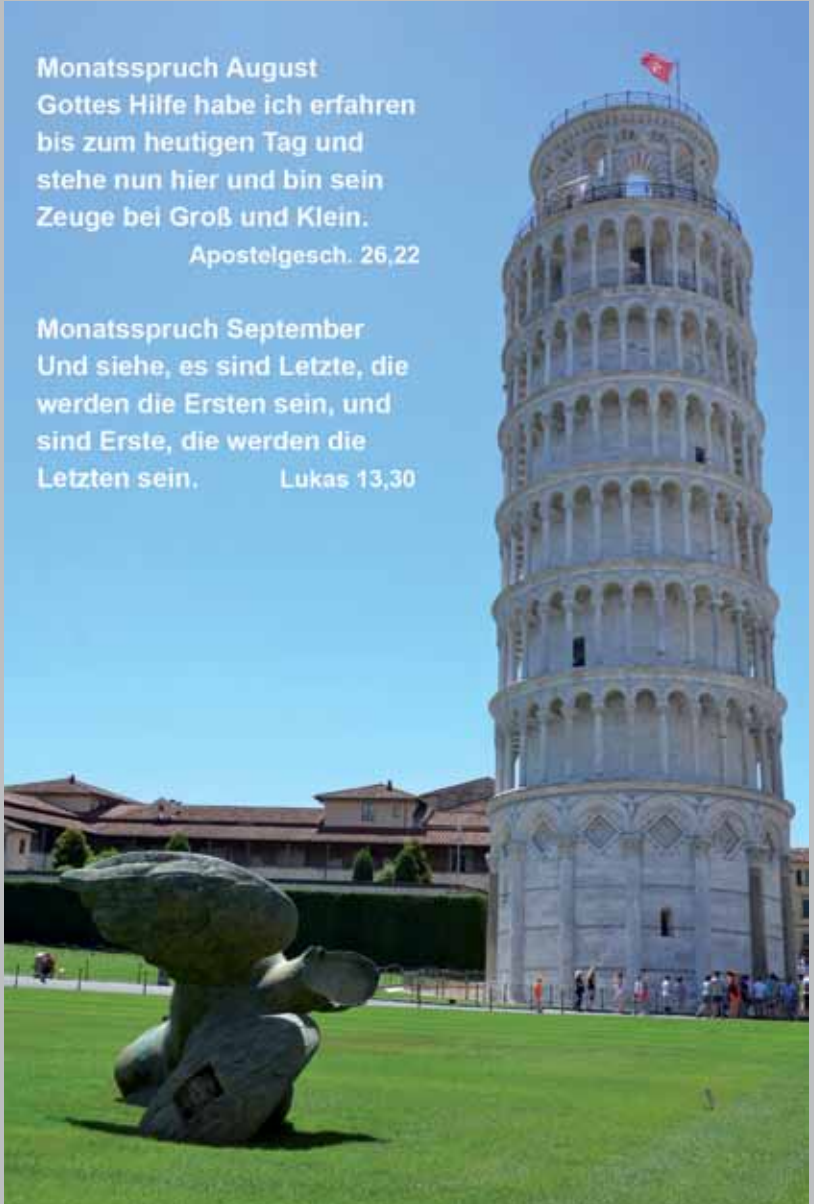 Monatsspruch August
Gottes Hilfe habe ich erfahren
bis zum heutigen Tag und
stehe nun hier und bin sein
Zeuge bei Groß und Klein.
Apostelgesch. 26,22
Monatsspruch September
Und siehe, es sind Letzte, die
werden die Ersten sein, und
sind Erste, die werden die
Letzten sein. Lukas 13,30